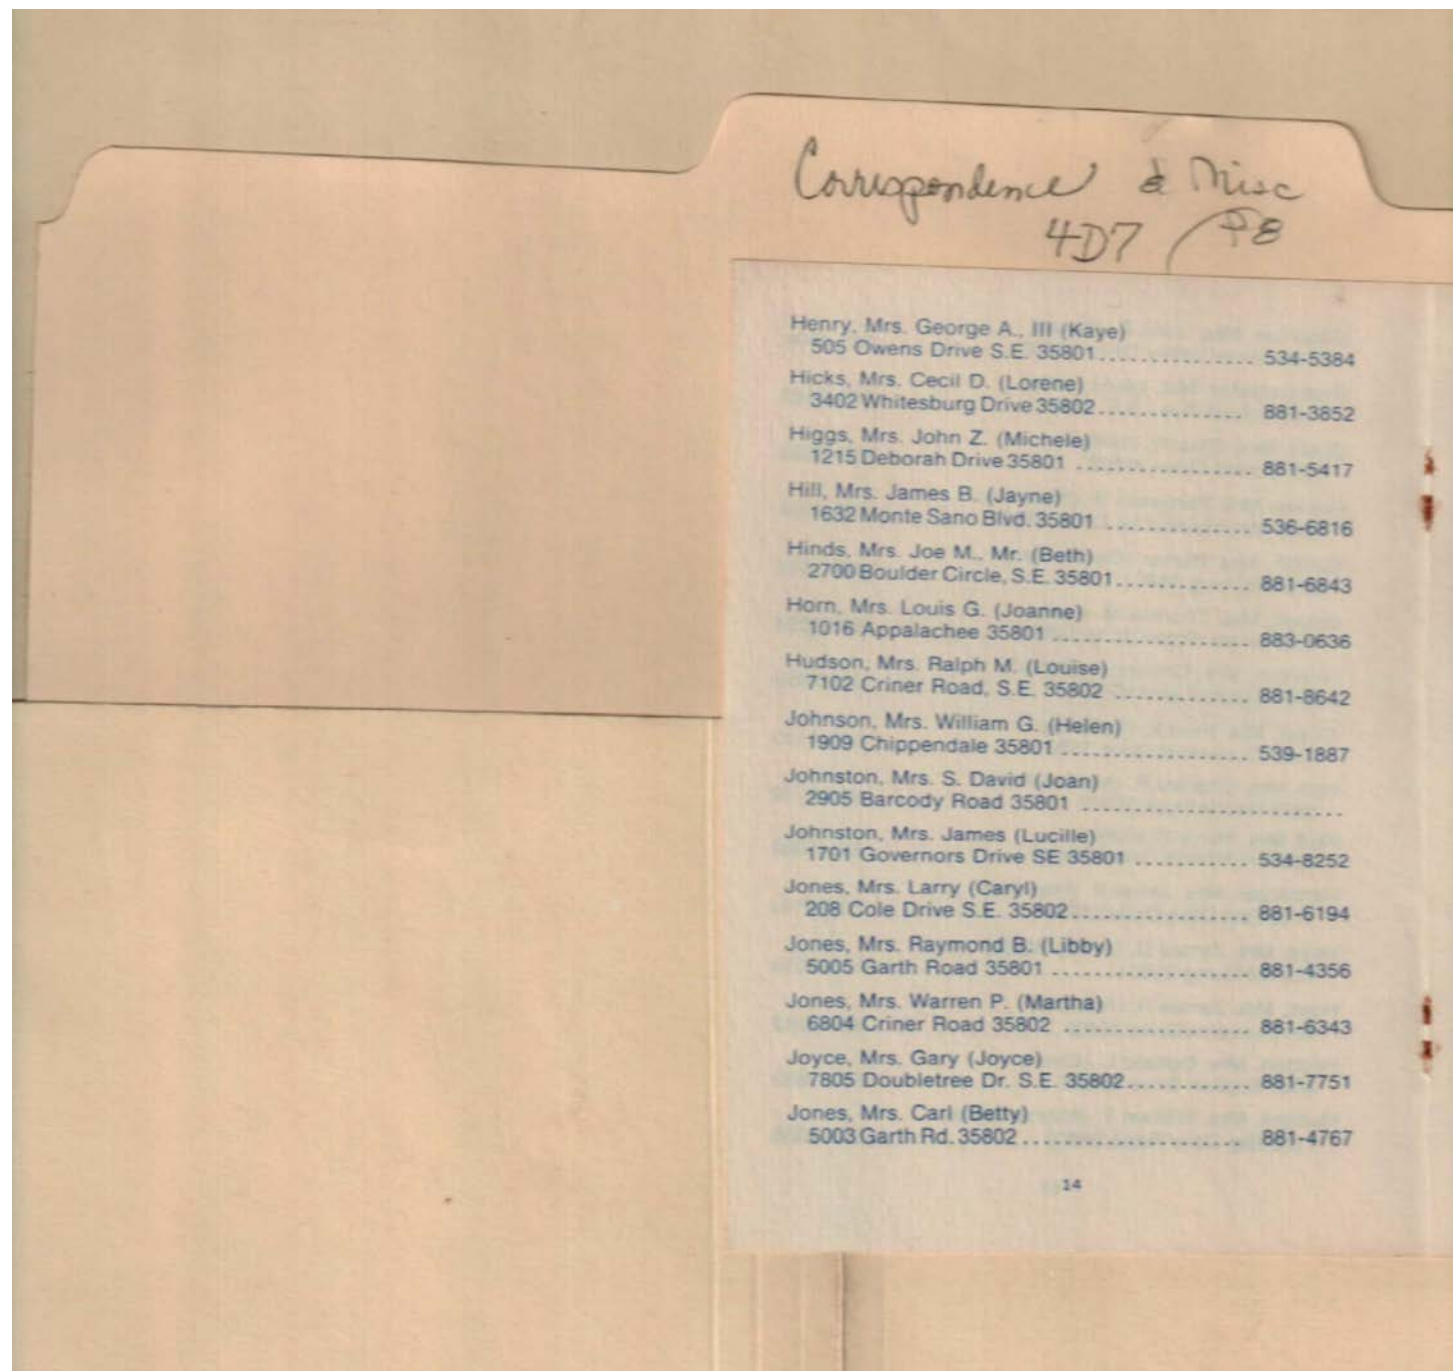 Correspondence & Misc
4D7 / P8
Henry, Mrs. George A., III (Kaye)
505 Owens Drive S.E. 35801.................. 534-5384
Hicks, Mrs. Cecil D. (Lorene)
3402 Whitesburg Drive 35802............... 881-3852
Higgs, Mrs. John Z. (Michele)
1215 Deborah Drive 35801 .................. 881-5417
Hill, Mrs. James B. (Jayne)
1632 Monte Sano Blvd. 35801 ............... 536-6816
Hinds, Mrs. Joe M., Mr. (Beth)
2700 Boulder Circle, S.E. 35801............. 881-6843
Horn, Mrs. Louis G. (Joanne)
1016 Appalachee 35801 .................... 883-0636
Hudson, Mrs. Ralph M. (Louise)
7102 Criner Road, S.E. 35802 .............. 881-8642
Johnson, Mrs. William G. (Helen)
1909 Chippendale 35801 ................... 539-1887
Johnston, Mrs. S. David (Joan)
2905 Barcody Road 35801 ...........................
Johnston, Mrs. James (Lucille)
1701 Governors Drive SE 35801 ............ 534-8252
Jones, Mrs. Larry (Caryl)
208 Cole Drive S.E. 35802.................. 881-6194
Jones, Mrs. Raymond B. (Libby)
5005 Garth Road 35801 .................... 881-4356
Jones, Mrs. Warren P. (Martha)
6804 Criner Road 35802 ................... 881-6343
Joyce, Mrs. Gary (Joyce)
7805 Doubletree Dr. S.E. 35802............. 881-7751
Jones, Mrs. Carl (Betty)
5003 Garth Rd. 35802....................... 881-4767
14